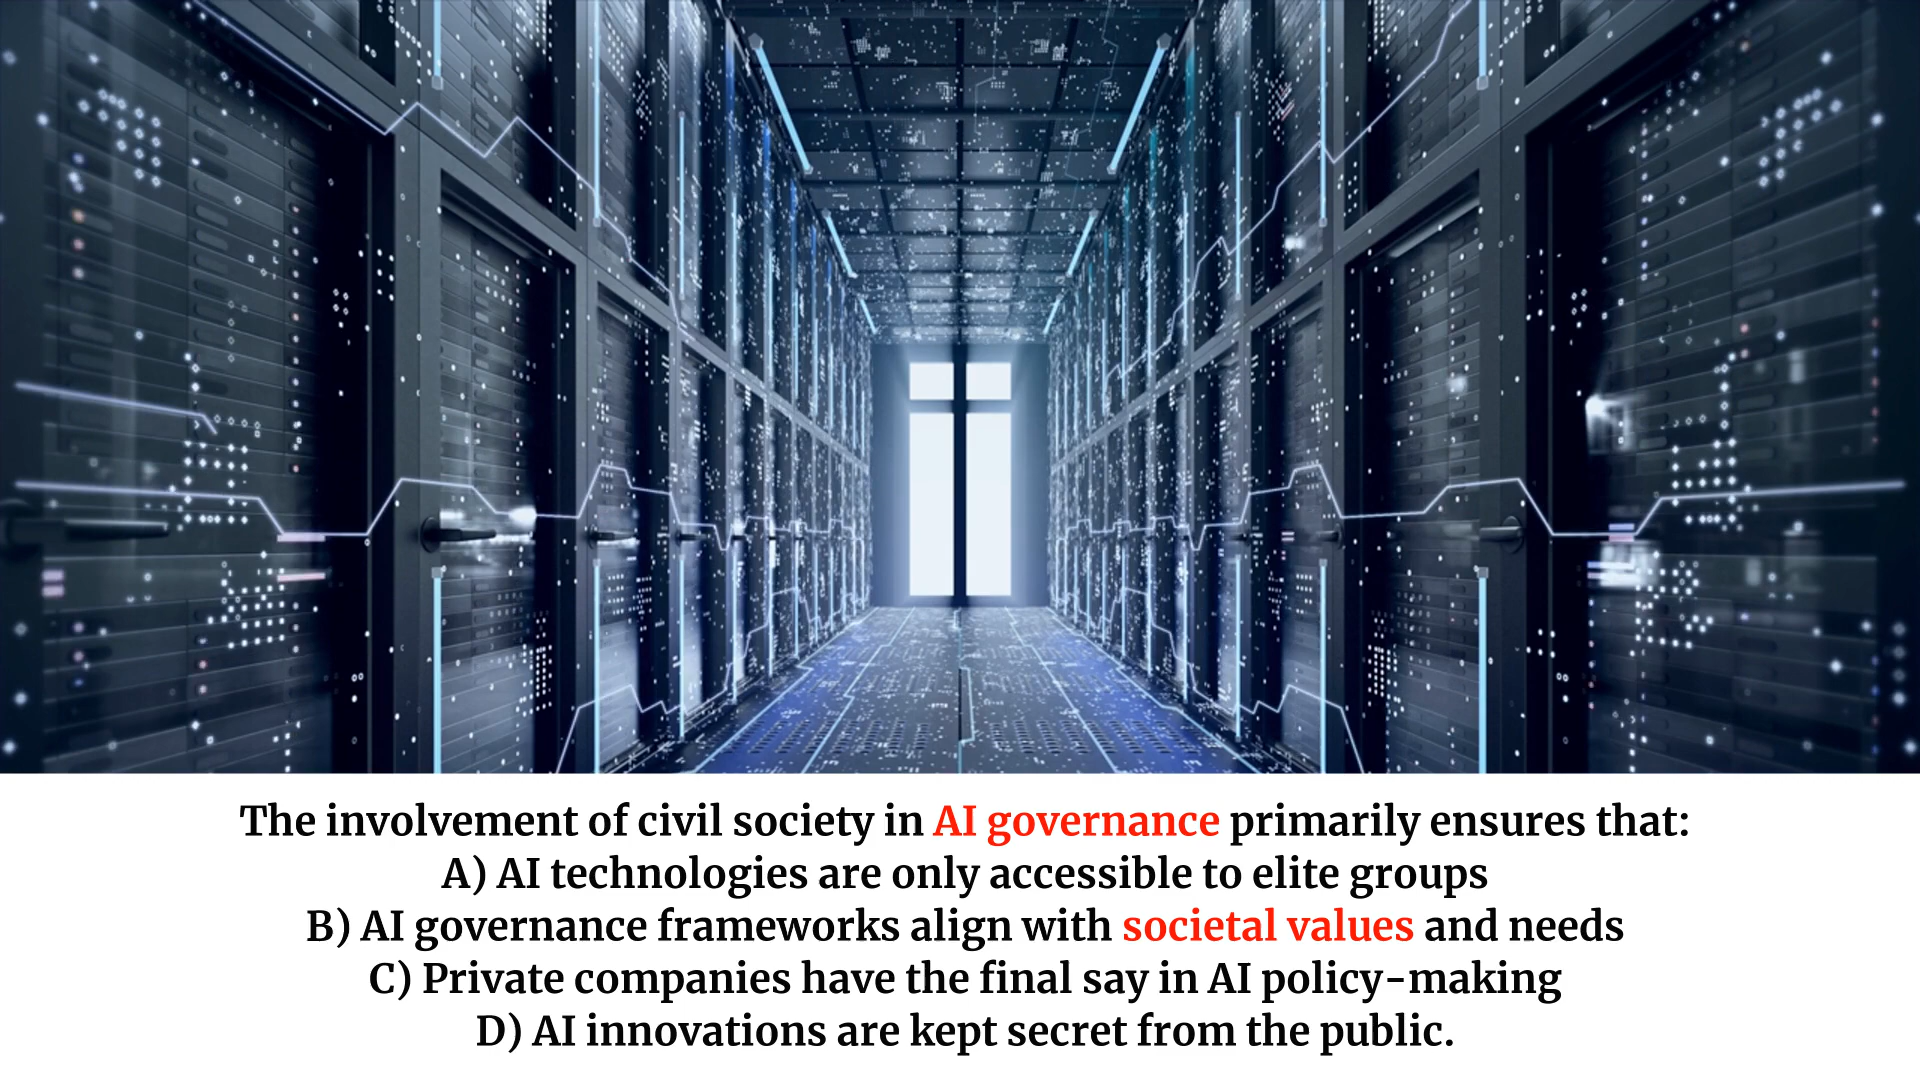 The involvement of civil society in AI governance primarily ensures that:
A) AI technologies are only accessible to elite groups
B) AI governance frameworks align with societal values and needs
C) Private companies have the final say in AI policy-making
D) AI innovations are kept secret from the public.